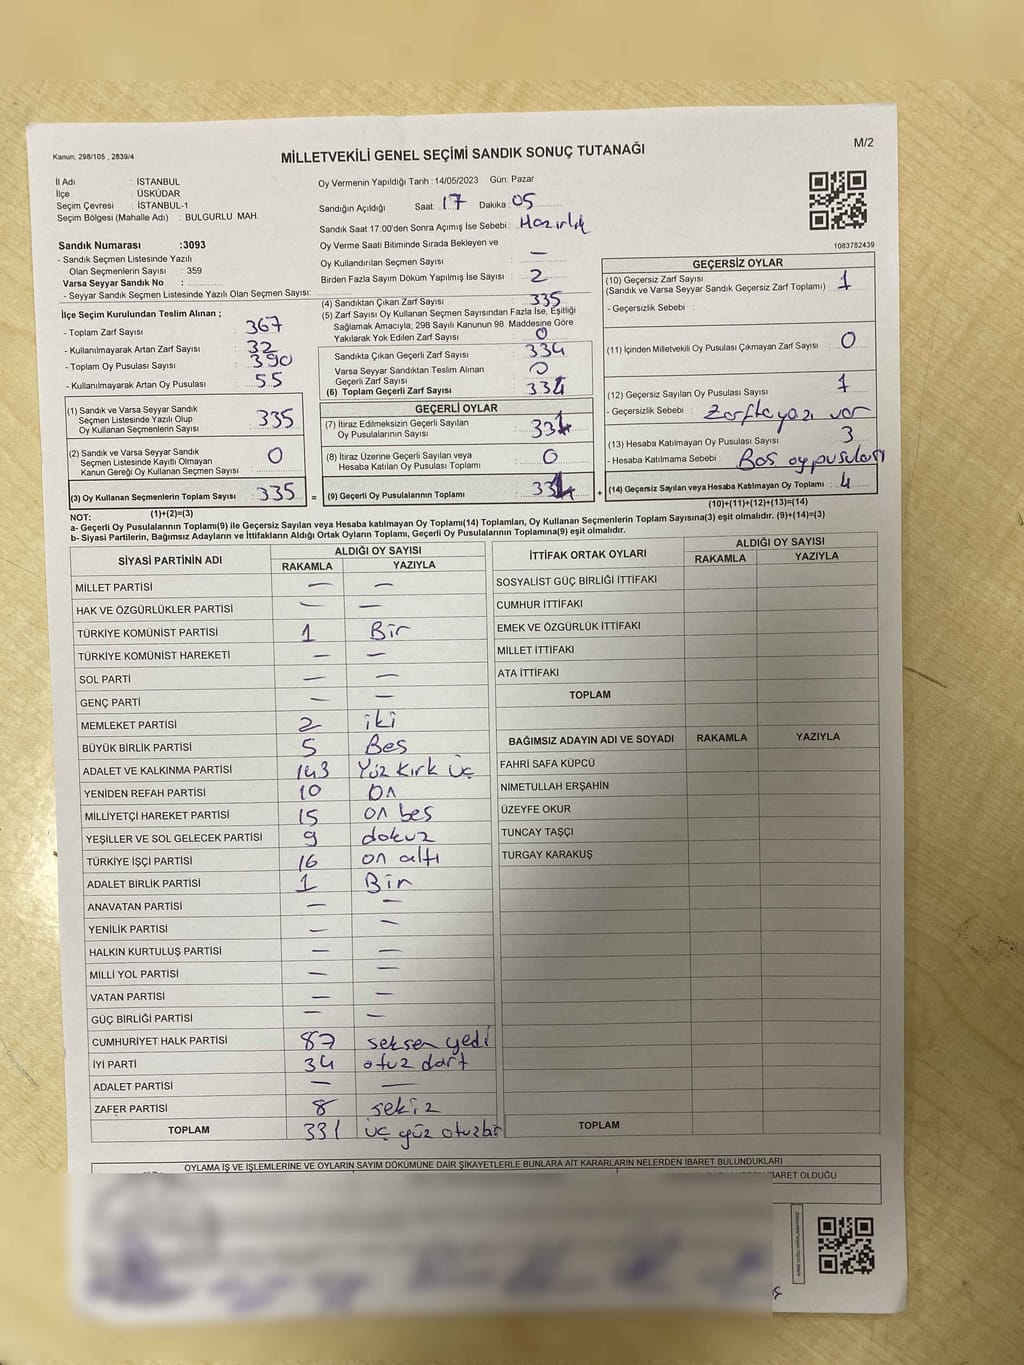 Kanun: 298/105 , 2839/4
M/2
MİLLETVEKİLİ GENEL SEÇİMİ SANDIK SONUÇ TUTANAĞI
İl Adı : İSTANBUL
İlçe : ÜSKÜDAR
Seçim Çevresi : İSTANBUL-1
Seçim Bölgesi (Mahalle Adı) : BULGURLU MAH.
Oy Vermenin Yapıldığı Tarih : 14/05/2023 Gün: Pazar
Sandığın Açıldığı Saat: 17 Dakika: 05
Sandık Saat 17:00'den Sonra Açımış İse Sebebi : Hazırlık
Oy Verme Saati Bitiminde Sırada Bekleyen ve
Oy Kullandırılan Seçmen Sayısı : —
Birden Fazla Sayım Döküm Yapılmış İse Sayısı : 2
1083782439
Sandık Numarası :3093
- Sandık Seçmen Listesinde Yazılı
Olan Seçmenlerin Sayısı : 359
Varsa Seyyar Sandık No :
- Seyyar Sandık Seçmen Listesinde Yazılı Olan Seçmen Sayısı:
İlçe Seçim Kurulundan Teslim Alınan ;
- Toplam Zarf Sayısı : 367
- Kullanılmayarak Artan Zarf Sayısı : 32
- Toplam Oy Pusulası Sayısı : 390
- Kullanılmayarak Artan Oy Pusulası : 55
(1) Sandık ve Varsa Seyyar Sandık
Seçmen Listesinde Yazılı Olup
Oy Kullanan Seçmenlerin Sayısı : 335
(2) Sandık ve Varsa Seyyar Sandık
Seçmen Listesinde Kayıtlı Olmayan
Kanun Gereği Oy Kullanan Seçmen Sayısı : 0
(3) Oy Kullanan Seçmenlerin Toplam Sayısı : 335 =
(1)+(2)=(3)
(4) Sandıktan Çıkan Zarf Sayısı : 335
(5) Zarf Sayısı Oy Kullanan Seçmen Sayısından Fazla İse, Eşitliği
Sağlamak Amacıyla, 298 Sayılı Kanunun 98. Maddesine Göre
Yakılarak Yok Edilen Zarf Sayısı : 0
Sandıkta Çıkan Geçerli Zarf Sayısı : 334
Varsa Seyyar Sandıktan Teslim Alınan
Geçerli Zarf Sayısı : 0
(6) Toplam Geçerli Zarf Sayısı : 334
GEÇERLİ OYLAR
(7) İtiraz Edilmeksizin Geçerli Sayılan
Oy Pusulalarının Sayısı : 331
(8) İtiraz Üzerine Geçerli Sayılan veya
Hesaba Katılan Oy Pusulası Toplamı : 0
(9) Geçerli Oy Pusulalarının Toplamı : 331 +
GEÇERSİZ OYLAR
(10) Geçersiz Zarf Sayısı
(Sandık ve Varsa Seyyar Sandık Geçersiz Zarf Toplamı) : 1
- Geçersizlik Sebebi :
(11) İçinden Milletvekili Oy Pusulası Çıkmayan Zarf Sayısı : 0
(12) Geçersiz Sayılan Oy Pusulası Sayısı : 1
- Geçersizlik Sebebi : Zarfta yazı var
(13) Hesaba Katılmayan Oy Pusulası Sayısı : 3
- Hesaba Katılmama Sebebi : Bos oy pusulası
(14) Geçersiz Sayılan veya Hesaba Katılmayan Oy Toplamı : 4
(10)+(11)+(12)+(13)=(14)
NOT:
a- Geçerli Oy Pusulalarının Toplamı(9) ile Geçersiz Sayılan veya Hesaba katılmayan Oy Toplamı(14) Toplamları, Oy Kullanan Seçmenlerin Toplam Sayısına(3) eşit olmalıdır. (9)+(14)=(3)
b- Siyasi Partilerin, Bağımsız Adayların ve İttifakların Aldığı Ortak Oyların Toplamı, Geçerli Oy Pusulalarının Toplamına(9) eşit olmalıdır.
SİYASİ PARTİNİN ADI ALDIĞI OY SAYISI
RAKAMLA YAZIYLA
MİLLET PARTİSİ — —
HAK VE ÖZGÜRLÜKLER PARTİSİ — —
TÜRKİYE KOMÜNİST PARTİSİ 1 Bir
TÜRKİYE KOMÜNİST HAREKETİ — —
SOL PARTİ — —
GENÇ PARTİ — —
MEMLEKET PARTİSİ 2 iki
BÜYÜK BİRLİK PARTİSİ 5 Bes
ADALET VE KALKINMA PARTİSİ 143 Yüz kırk üç
YENİDEN REFAH PARTİSİ 10 On
MİLLİYETÇİ HAREKET PARTİSİ 15 on bes
YEŞİLLER VE SOL GELECEK PARTİSİ 9 dokuz
TÜRKİYE İŞÇİ PARTİSİ 16 on altı
ADALET BİRLİK PARTİSİ 1 Bir
ANAVATAN PARTİSİ — —
YENİLİK PARTİSİ — —
HALKIN KURTULUŞ PARTİSİ — —
MİLLİ YOL PARTİSİ — —
VATAN PARTİSİ — —
GÜÇ BİRLİĞİ PARTİSİ — —
CUMHURİYET HALK PARTİSİ 87 seksen yedi
İYİ PARTİ 34 otuz dört
ADALET PARTİSİ — —
ZAFER PARTİSİ 8 sekiz
TOPLAM 331 üç yüz otuzbir
İTTİFAK ORTAK OYLARI ALDIĞI OY SAYISI
RAKAMLA YAZIYLA
SOSYALİST GÜÇ BİRLİĞİ İTTİFAKI
CUMHUR İTTİFAKI
EMEK VE ÖZGÜRLÜK İTTİFAKI
MİLLET İTTİFAKI
ATA İTTİFAKI
TOPLAM
BAĞIMSIZ ADAYIN ADI VE SOYADI RAKAMLA YAZIYLA
FAHRİ SAFA KÜPCÜ
NİMETULLAH ERŞAHİN
ÜZEYFE OKUR
TUNCAY TAŞÇI
TURGAY KARAKUŞ
TOPLAM
OYLAMA İŞ VE İŞLEMLERİNE VE OYLARIN SAYIM DÖKÜMÜNE DAİR ŞİKAYETLERLE BUNLARA AİT KARARLARIN NELERDEN İBARET BULUNDUKLARI
BARET OLDUĞU